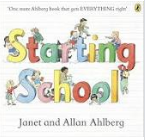 'One more Ahlberg book that gets EVERYTHING right'
Starting
School
Janet and Allan Ahlberg